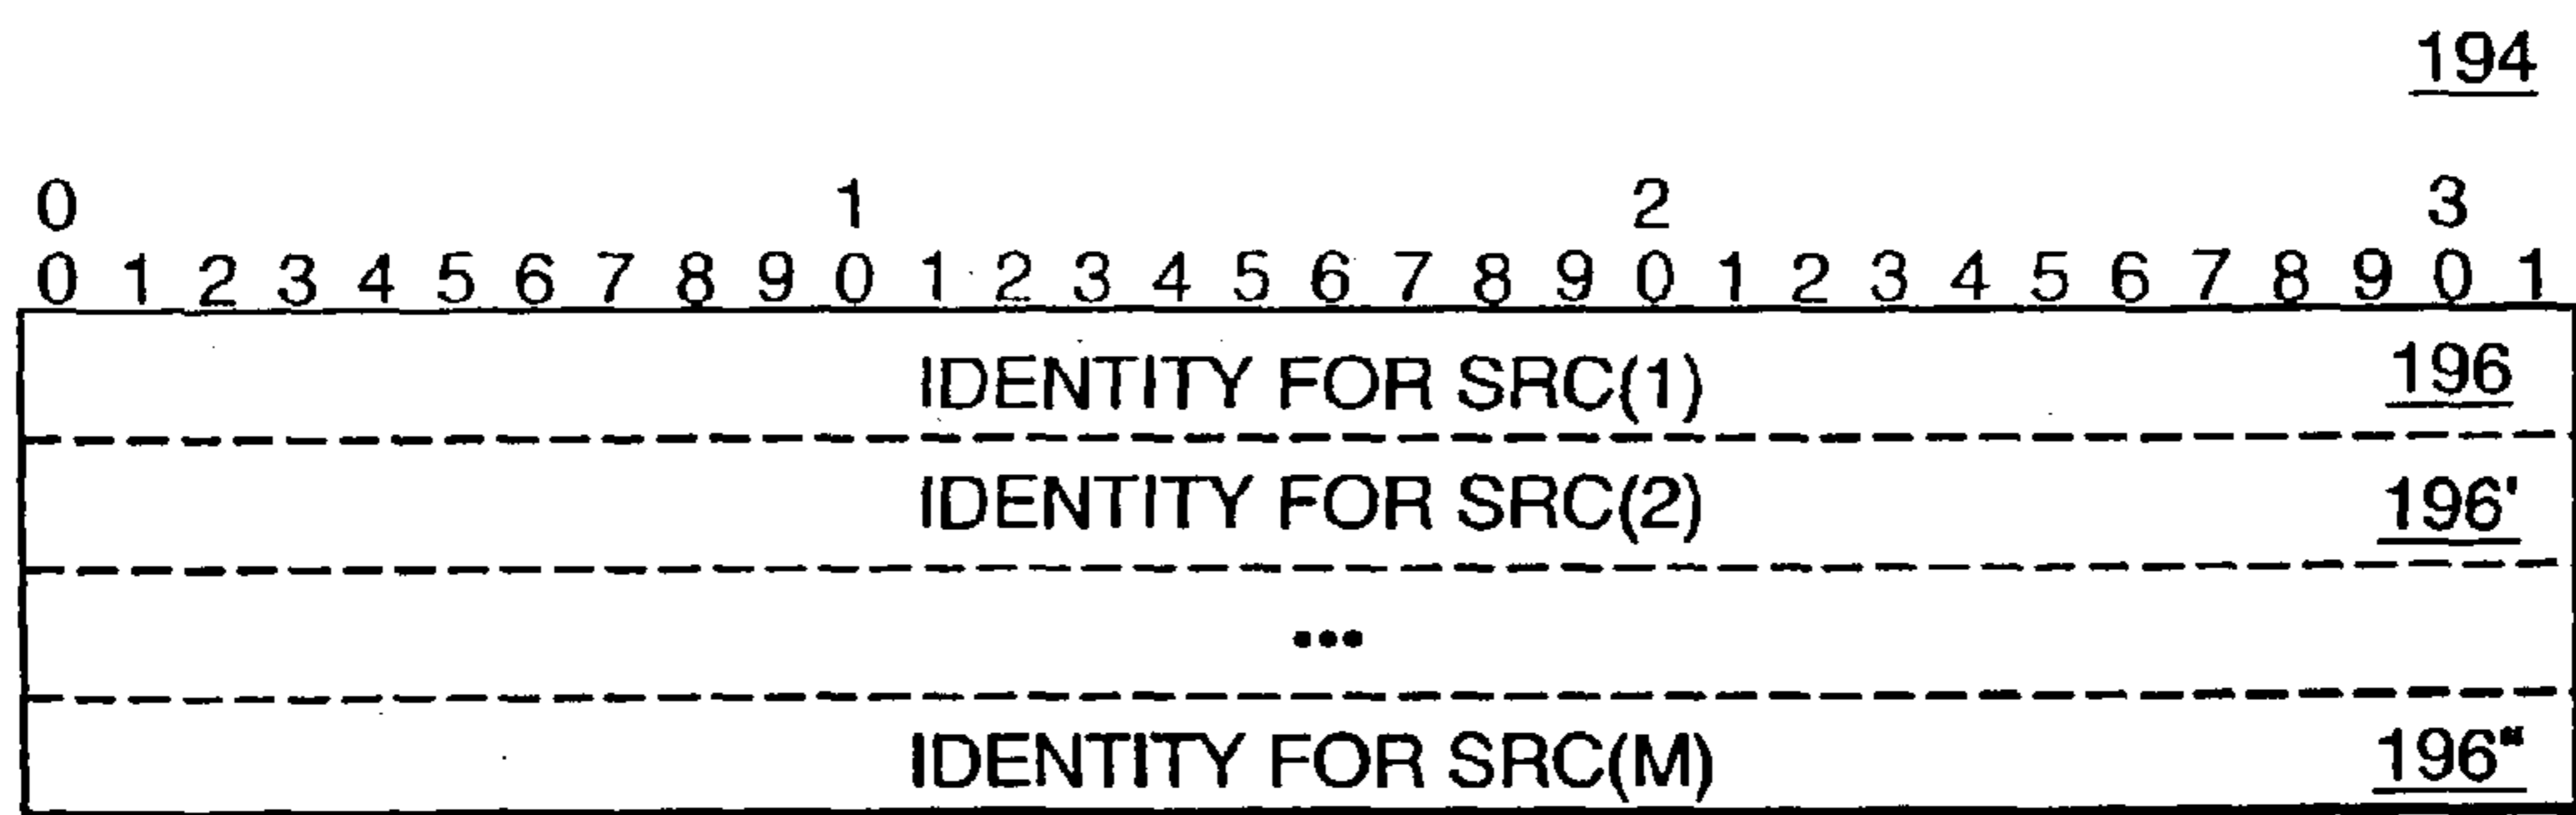 194
0 1 2 3
0 1 2 3 4 5 6 7 8 9 0 1 2 3 4 5 6 7 8 9 0 1 2 3 4 5 6 7 8 9 0 1
IDENTITY FOR SRC(1) 196
IDENTITY FOR SRC(2) 196'
•••
IDENTITY FOR SRC(M) 196"